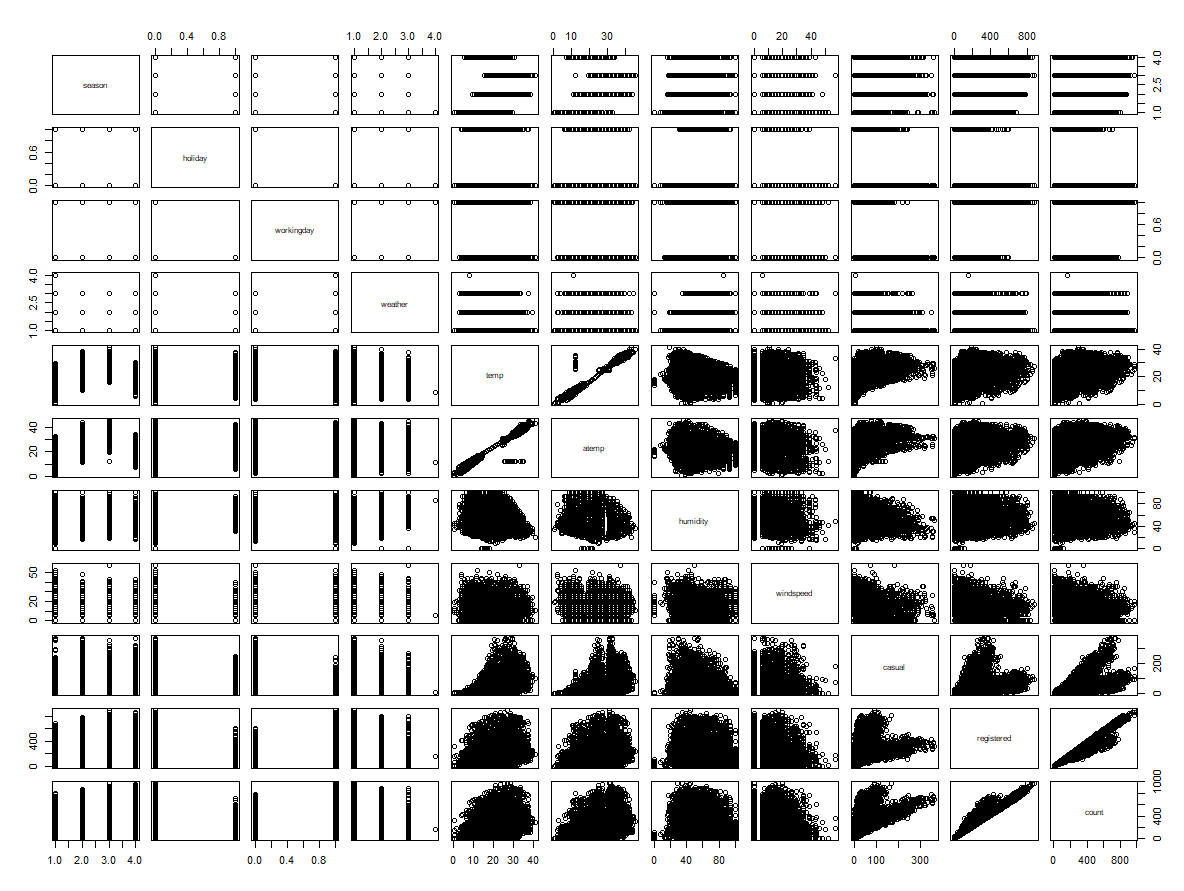 0.0 0.4 0.8
1.0 2.0 3.0 4.0
0 10 30
0 20 40
0 400 800
season
1.0 2.5 4.0
0.0 0.6
holiday
workingday
0.0 0.6
1.0 2.5 4.0
weather
temp
0 20 40
0 20 40
atemp
humidity
0 40 80
0 20 50
windspeed
casual
0 200
0 400
registered
count
0 400 1000
1.0 2.0 3.0 4.0
0.0 0.4 0.8
0 10 20 30 40
0 40 80
0 100 300
0 400 800